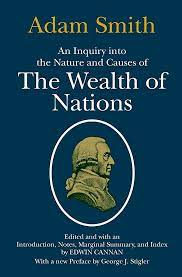 Adam Smith
An Inquiry into
the Nature and Causes of
The Wealth of
Nations
Edited and with an
Introduction, Notes, Marginal Summary, and Index
by EDWIN CANNAN
With a new Preface by George J. Stigler